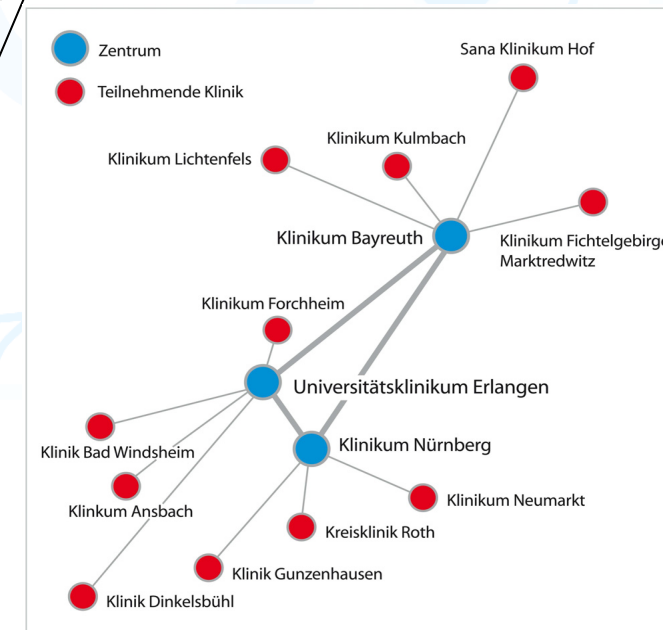 Zentrum
Teilnehmende Klinik
Sana Klinikum Hof
Klinikum Kulmbach
Klinikum Lichtenfels
Klinikum Bayreuth
Klinikum Fichtelgebirge
Marktredwitz
Klinikum Forchheim
Universitätsklinikum Erlangen
Klinikum Nürnberg
Klinik Bad Windsheim
Klinikum Neumarkt
Klinkum Ansbach
Kreisklinik Roth
Klinik Gunzenhausen
Klinik Dinkelsbühl